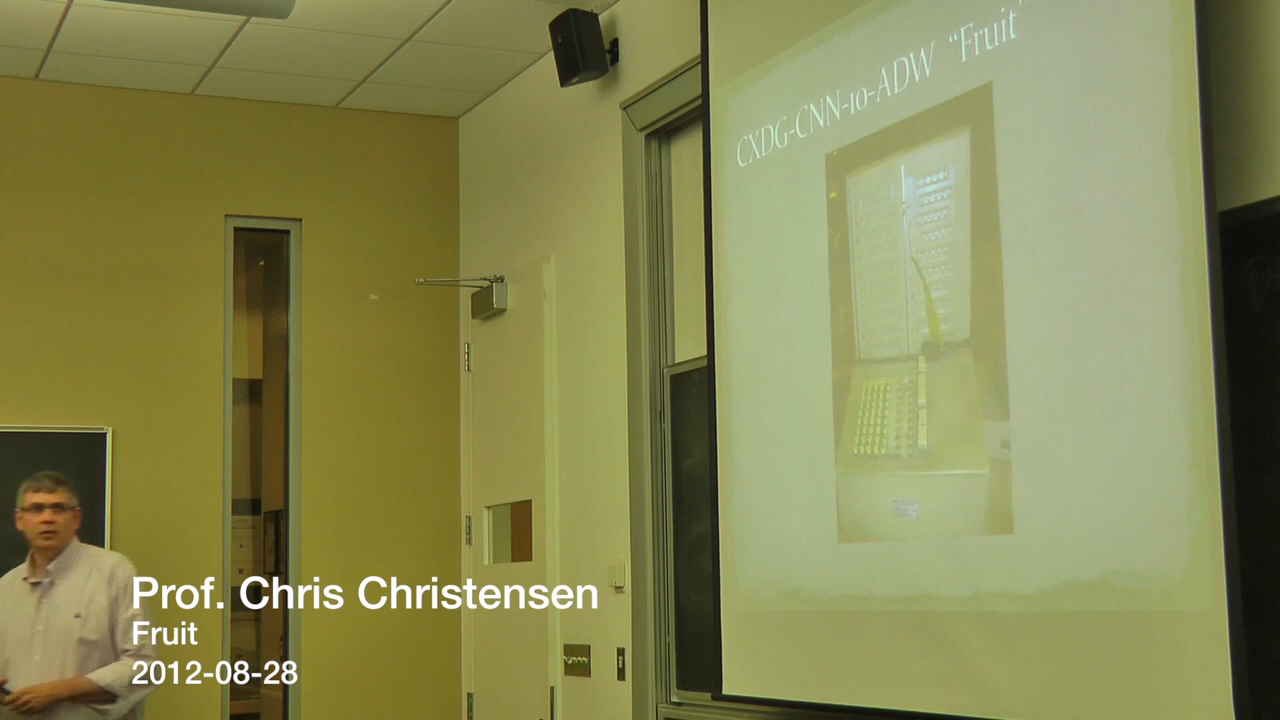 CXDG-CNN-10-ADW “Fruit”
Prof. Chris Christensen
Fruit
2012-08-28